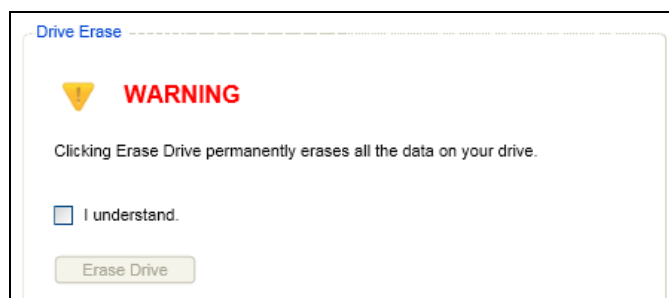 Drive Erase
WARNING
Clicking Erase Drive permanently erases all the data on your drive.
I understand.
Erase Drive